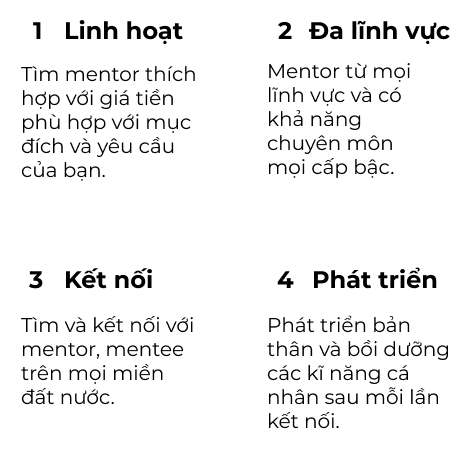 1 Linh hoạt
Tìm mentor thích
hợp với giá tiền
phù hợp với mục
đích và yêu cầu
của bạn.
2 Đa lĩnh vực
Mentor từ mọi
lĩnh vực và có
khả năng
chuyên môn
mọi cấp bậc.
3 Kết nối
Tìm và kết nối với
mentor, mentee
trên mọi miền
đất nước.
4 Phát triển
Phát triển bản
thân và bồi dưỡng
các kĩ năng cá
nhân sau mỗi lần
kết nối.